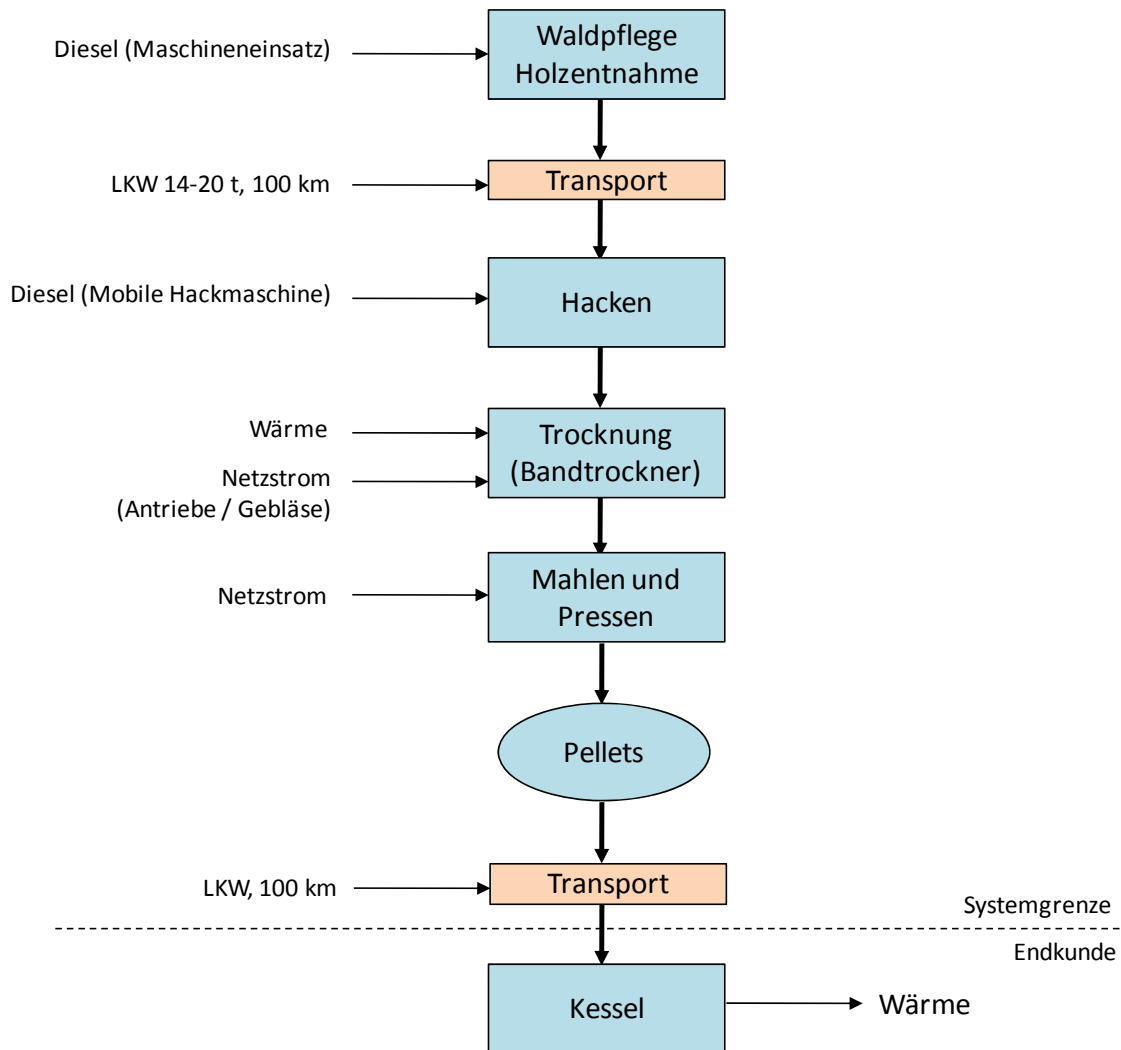 Diesel (Maschineneinsatz)
Waldpflege
Holzentnahme
LKW 14-20 t, 100 km
Transport
Diesel (Mobile Hackmaschine)
Hacken
Wärme
Netzstrom
(Antriebe / Gebläse)
Trocknung
(Bandtrockner)
Netzstrom
Mahlen und
Pressen
Pellets
LKW, 100 km
Transport
Systemgrenze
Endkunde
Kessel
Wärme